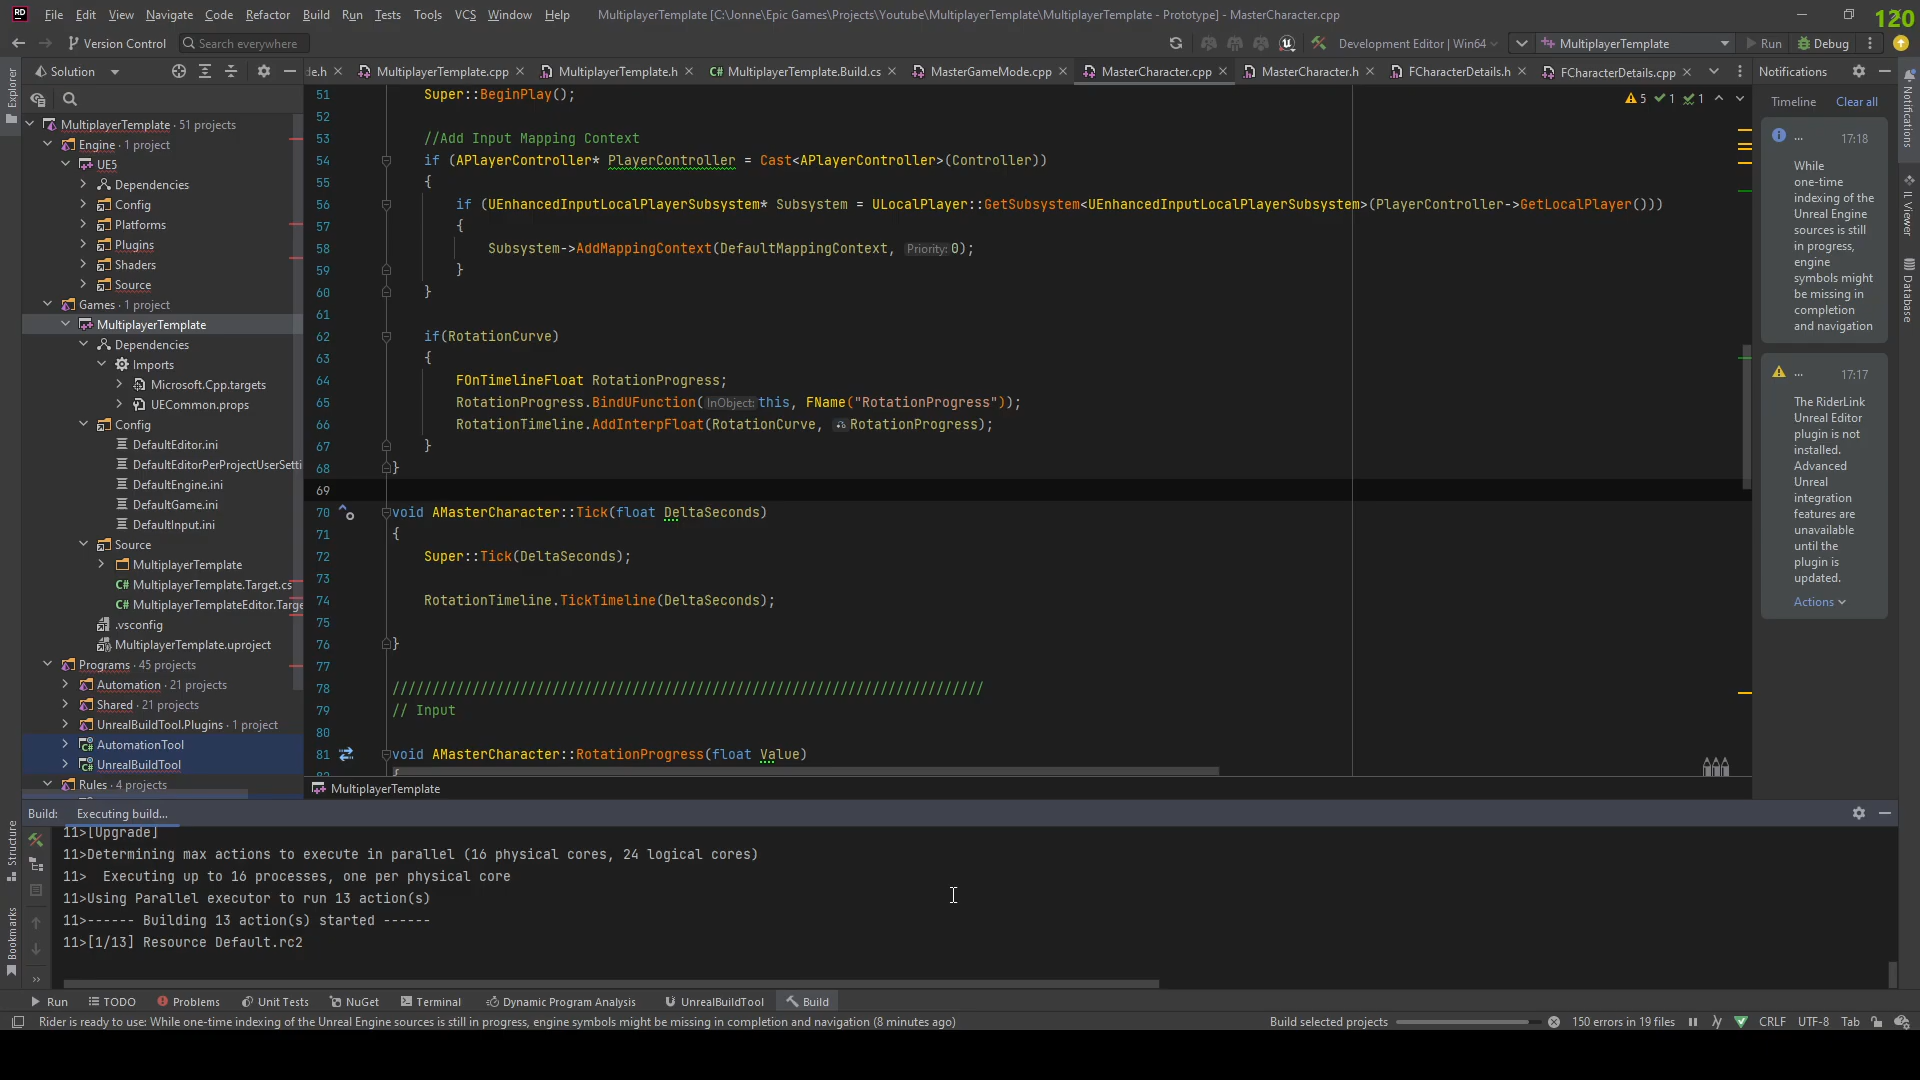 RD File Edit View Navigate Code Refactor Build Run Tests Tools VCS Window Help MultiplayerTemplate [C:\Jonne\Epic Games\Projects\Youtube\MultiplayerTemplate\MultiplayerTemplate - Prototype] - MasterCharacter.cpp
120
Version Control Search everywhere Development Editor | Win64 MultiplayerTemplate Run Debug
Solution
le.h MultiplayerTemplate.cpp MultiplayerTemplate.h C# MultiplayerTemplate.Build.cs MasterGameMode.cpp MasterCharacter.cpp MasterCharacter.h FCharacterDetails.h FCharacterDetails.cpp
Explorer
MultiplayerTemplate · 51 projects
Engine · 1 project
UE5
Dependencies
Config
Platforms
Plugins
Shaders
Source
Games · 1 project
MultiplayerTemplate
Dependencies
Imports
Microsoft.Cpp.targets
UECommon.props
Config
DefaultEditor.ini
DefaultEditorPerProjectUserSetti
DefaultEngine.ini
DefaultGame.ini
DefaultInput.ini
Source
MultiplayerTemplate
C# MultiplayerTemplate.Target.cs
C# MultiplayerTemplateEditor.Targe
.vsconfig
MultiplayerTemplate.uproject
Programs · 45 projects
Automation · 21 projects
Shared · 21 projects
UnrealBuildTool.Plugins · 1 project
AutomationTool
UnrealBuildTool
Rules · 4 projects
5 1 1
51 Super::BeginPlay();
52
53 //Add Input Mapping Context
54 if (APlayerController* PlayerController = Cast<APlayerController>(Controller))
55 {
56 if (UEnhancedInputLocalPlayerSubsystem* Subsystem = ULocalPlayer::GetSubsystem<UEnhancedInputLocalPlayerSubsystem>(PlayerController->GetLocalPlayer()))
57 {
58 Subsystem->AddMappingContext(DefaultMappingContext, Priority: 0);
59 }
60 }
61
62 if(RotationCurve)
63 {
64 FOnTimelineFloat RotationProgress;
65 RotationProgress.BindUFunction( InObject: this, FName("RotationProgress"));
66 RotationTimeline.AddInterpFloat(RotationCurve, RotationProgress);
67 }
68 }
69
70 void AMasterCharacter::Tick(float DeltaSeconds)
71 {
72 Super::Tick(DeltaSeconds);
73
74 RotationTimeline.TickTimeline(DeltaSeconds);
75
76 }
77
78 //////////////////////////////////////////////////////////////////////////
79 // Input
80
81 void AMasterCharacter::RotationProgress(float Value)
MultiplayerTemplate
Notifications
Timeline Clear all
... 17:18
While
one-time
indexing of the
Unreal Engine
sources is still
in progress,
engine
symbols might
be missing in
completion
and navigation
... 17:17
The RiderLink
Unreal Editor
plugin is not
installed.
Advanced
Unreal
integration
features are
unavailable
until the
plugin is
updated.
Actions
Notifications
IL Viewer
Database
Structure
Bookmarks
Build: Executing build...
11>[Upgrade]
11>Determining max actions to execute in parallel (16 physical cores, 24 logical cores)
11> Executing up to 16 processes, one per physical core
11>Using Parallel executor to run 13 action(s)
11>------ Building 13 action(s) started ------
11>[1/13] Resource Default.rc2
Run TODO Problems Unit Tests NuGet Terminal Dynamic Program Analysis UnrealBuildTool Build
Rider is ready to use: While one-time indexing of the Unreal Engine sources is still in progress, engine symbols might be missing in completion and navigation (8 minutes ago) Build selected projects 150 errors in 19 files CRLF UTF-8 Tab